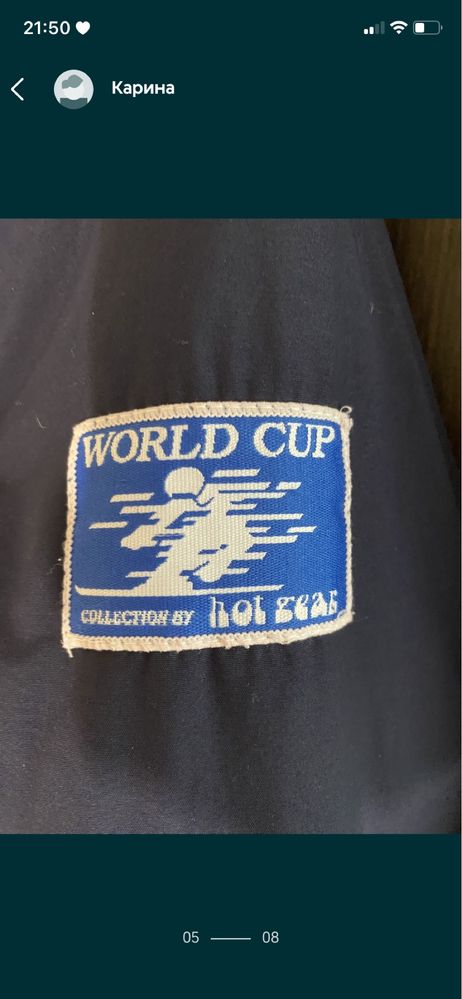 21:50
Карина
WORLD CUP
COLLECTION BY hot gear
05 08